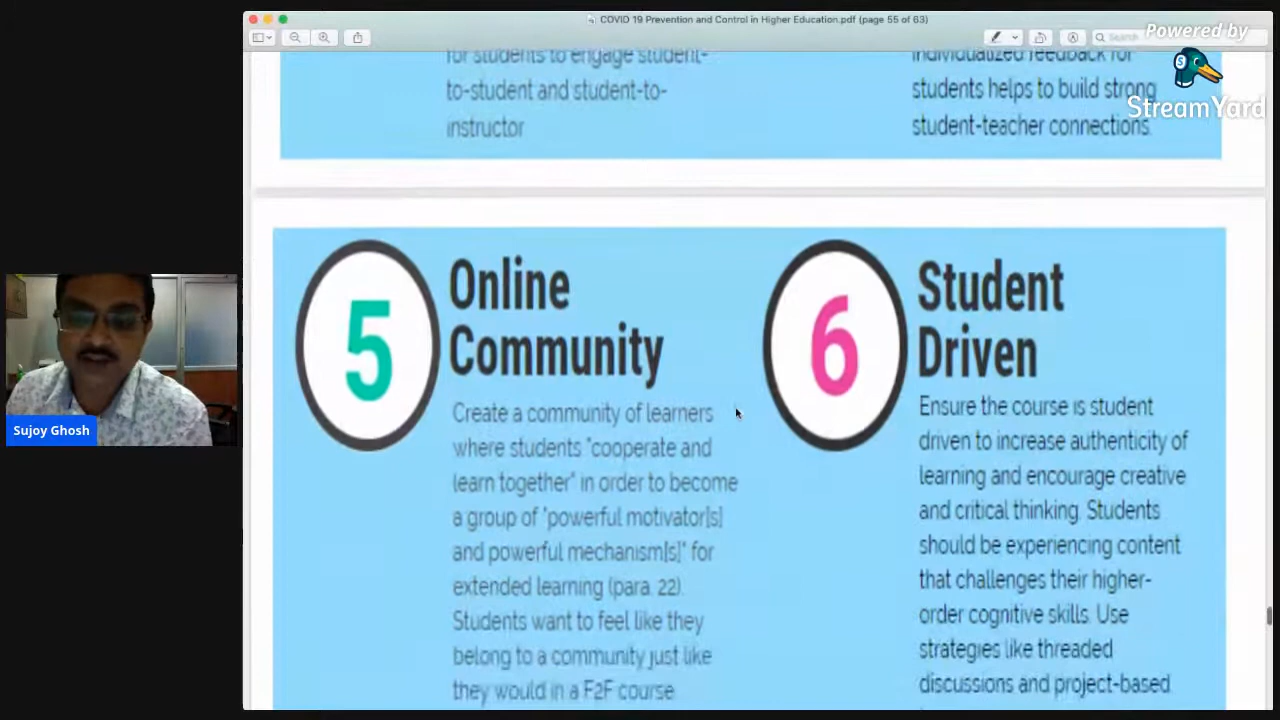 COVID 19 Prevention and Control in Higher Education.pdf (page 55 of 63)
Search
Powered by
StreamYard
for students to engage student-
to-student and student-to-
instructor
individualized feedback for
students helps to build strong
student-teacher connections.
5
Online
Community
Create a community of learners
where students "cooperate and
learn together" in order to become
a group of "powerful motivator[s]
and powerful mechanism[s]" for
extended learning (para. 22).
Students want to feel like they
belong to a community just like
they would in a F2F course.
6
Student
Driven
Ensure the course is student
driven to increase authenticity of
learning and encourage creative
and critical thinking. Students
should be experiencing content
that challenges their higher-
order cognitive skills. Use
strategies like threaded
discussions and project-based
Sujoy Ghosh